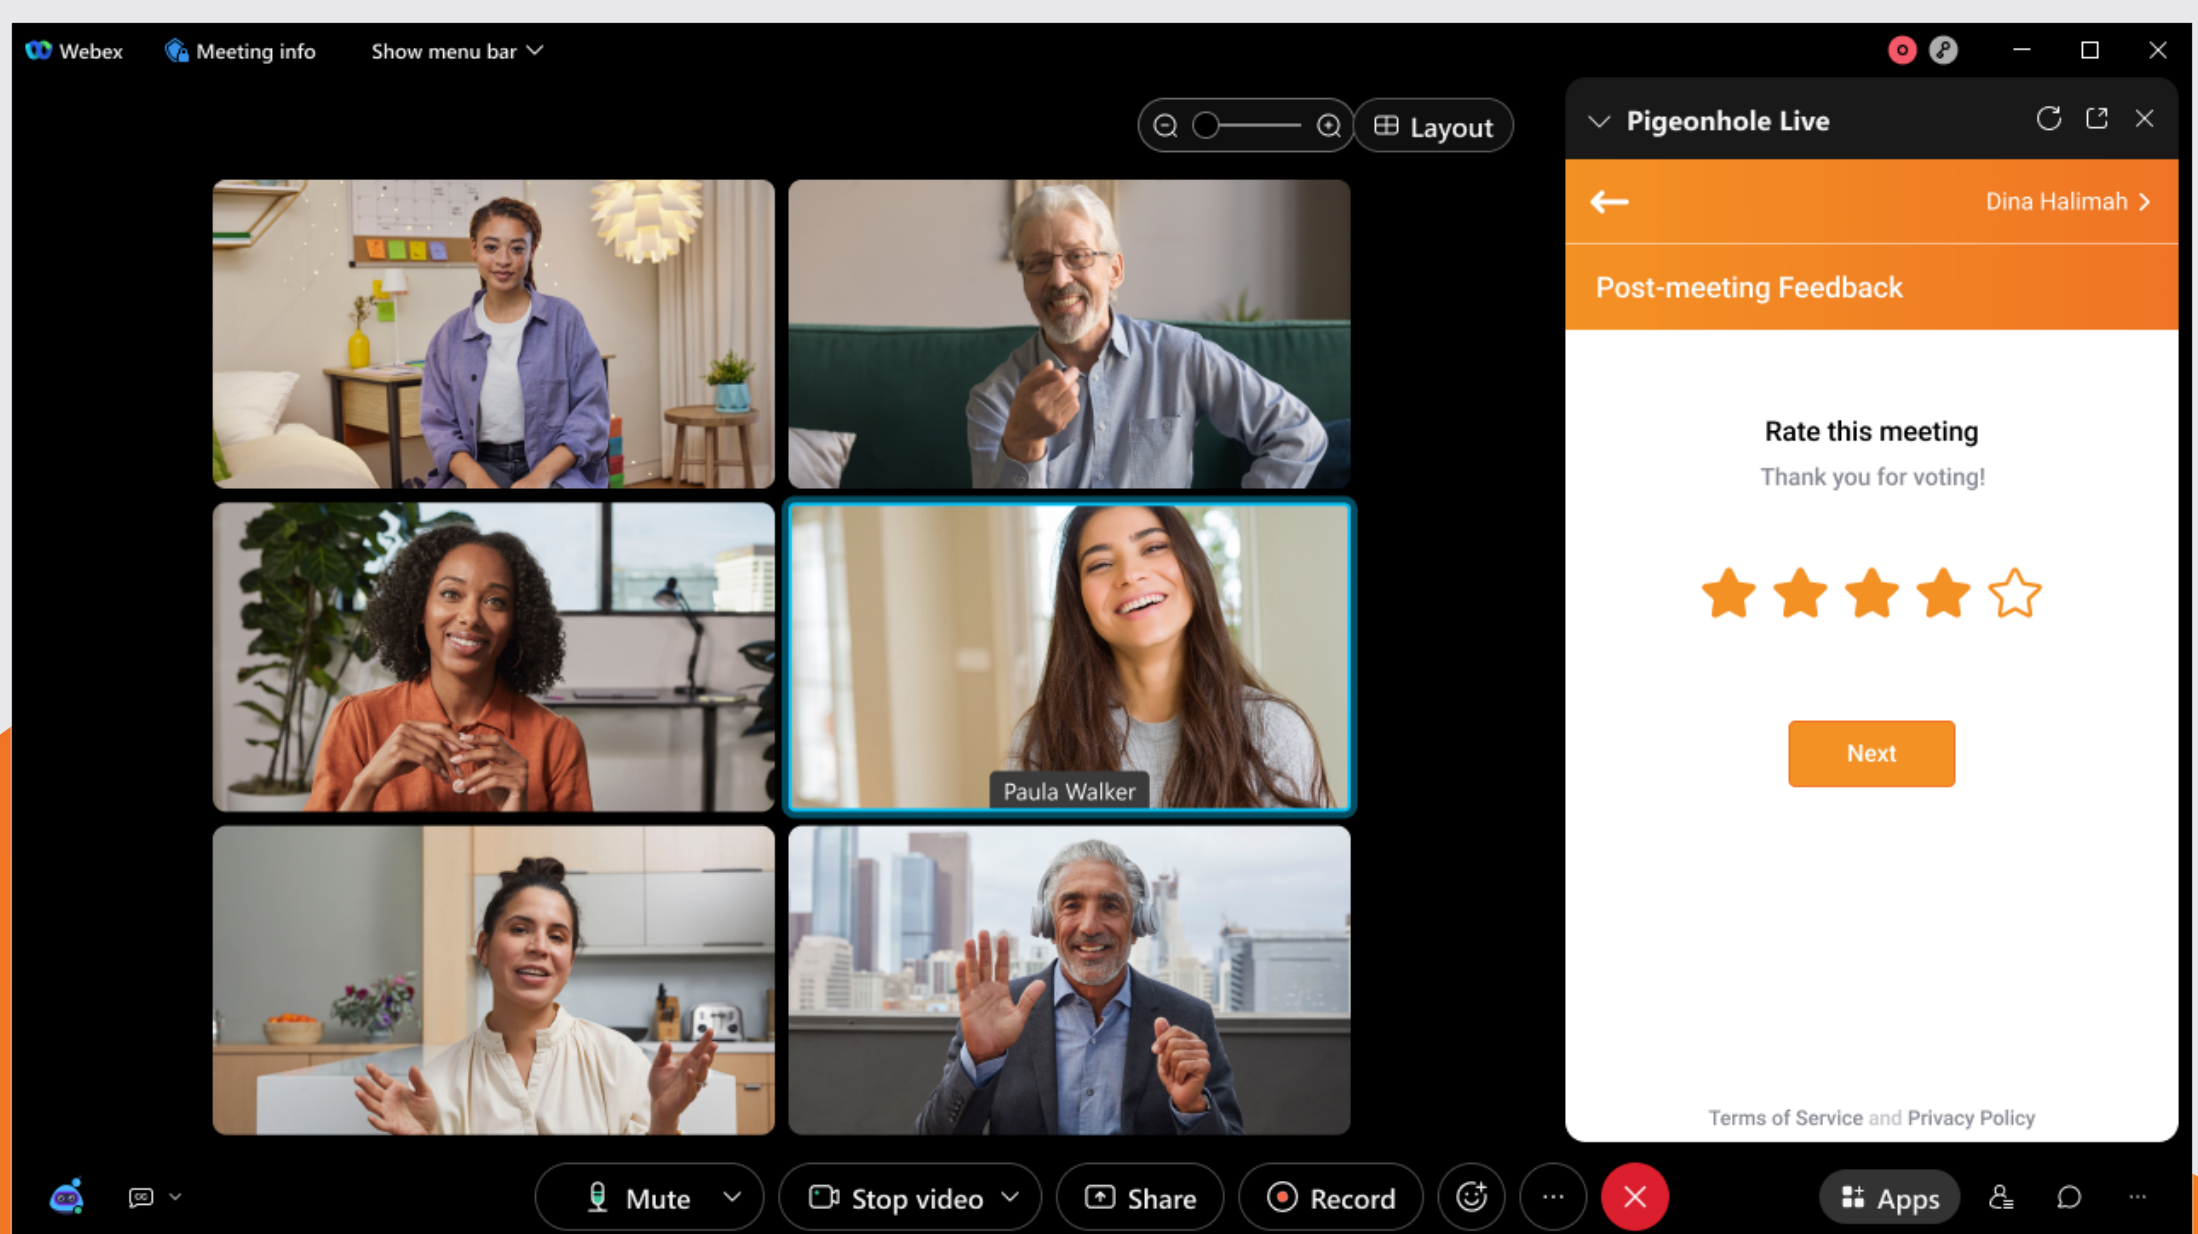 Webex
Meeting info
Show menu bar
Layout
Pigeonhole Live
Dina Halimah
Post-meeting Feedback
Rate this meeting
Thank you for voting!
Next
Terms of Service and Privacy Policy
Paula Walker
CC
Mute
Stop video
Share
Record
Apps